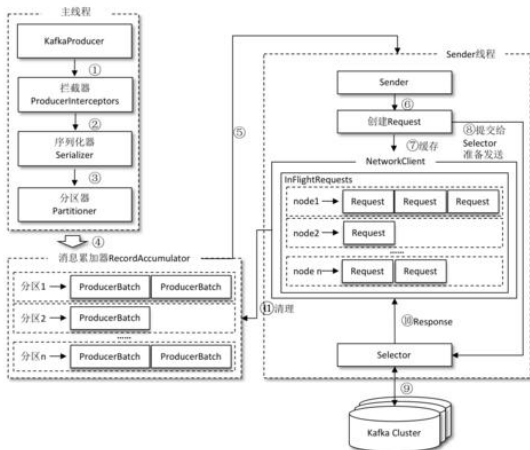 主线程
KafkaProducer
①
拦截器
ProducerInterceptors
②
序列化器
Serializer
③
分区器
Partitioner
④
消息累加器RecordAccumulator
分区1
ProducerBatch
ProducerBatch
分区2
ProducerBatch
......
分区n
ProducerBatch
ProducerBatch
⑤
Sender线程
Sender
⑥
创建Request
⑦缓存
⑧提交给
Selector
准备发送
NetworkClient
InFlightRequests
node1
Request
Request
Request
node2
Request
......
node n
Request
Request
⑪清理
⑩Response
Selector
⑨
Kafka Cluster